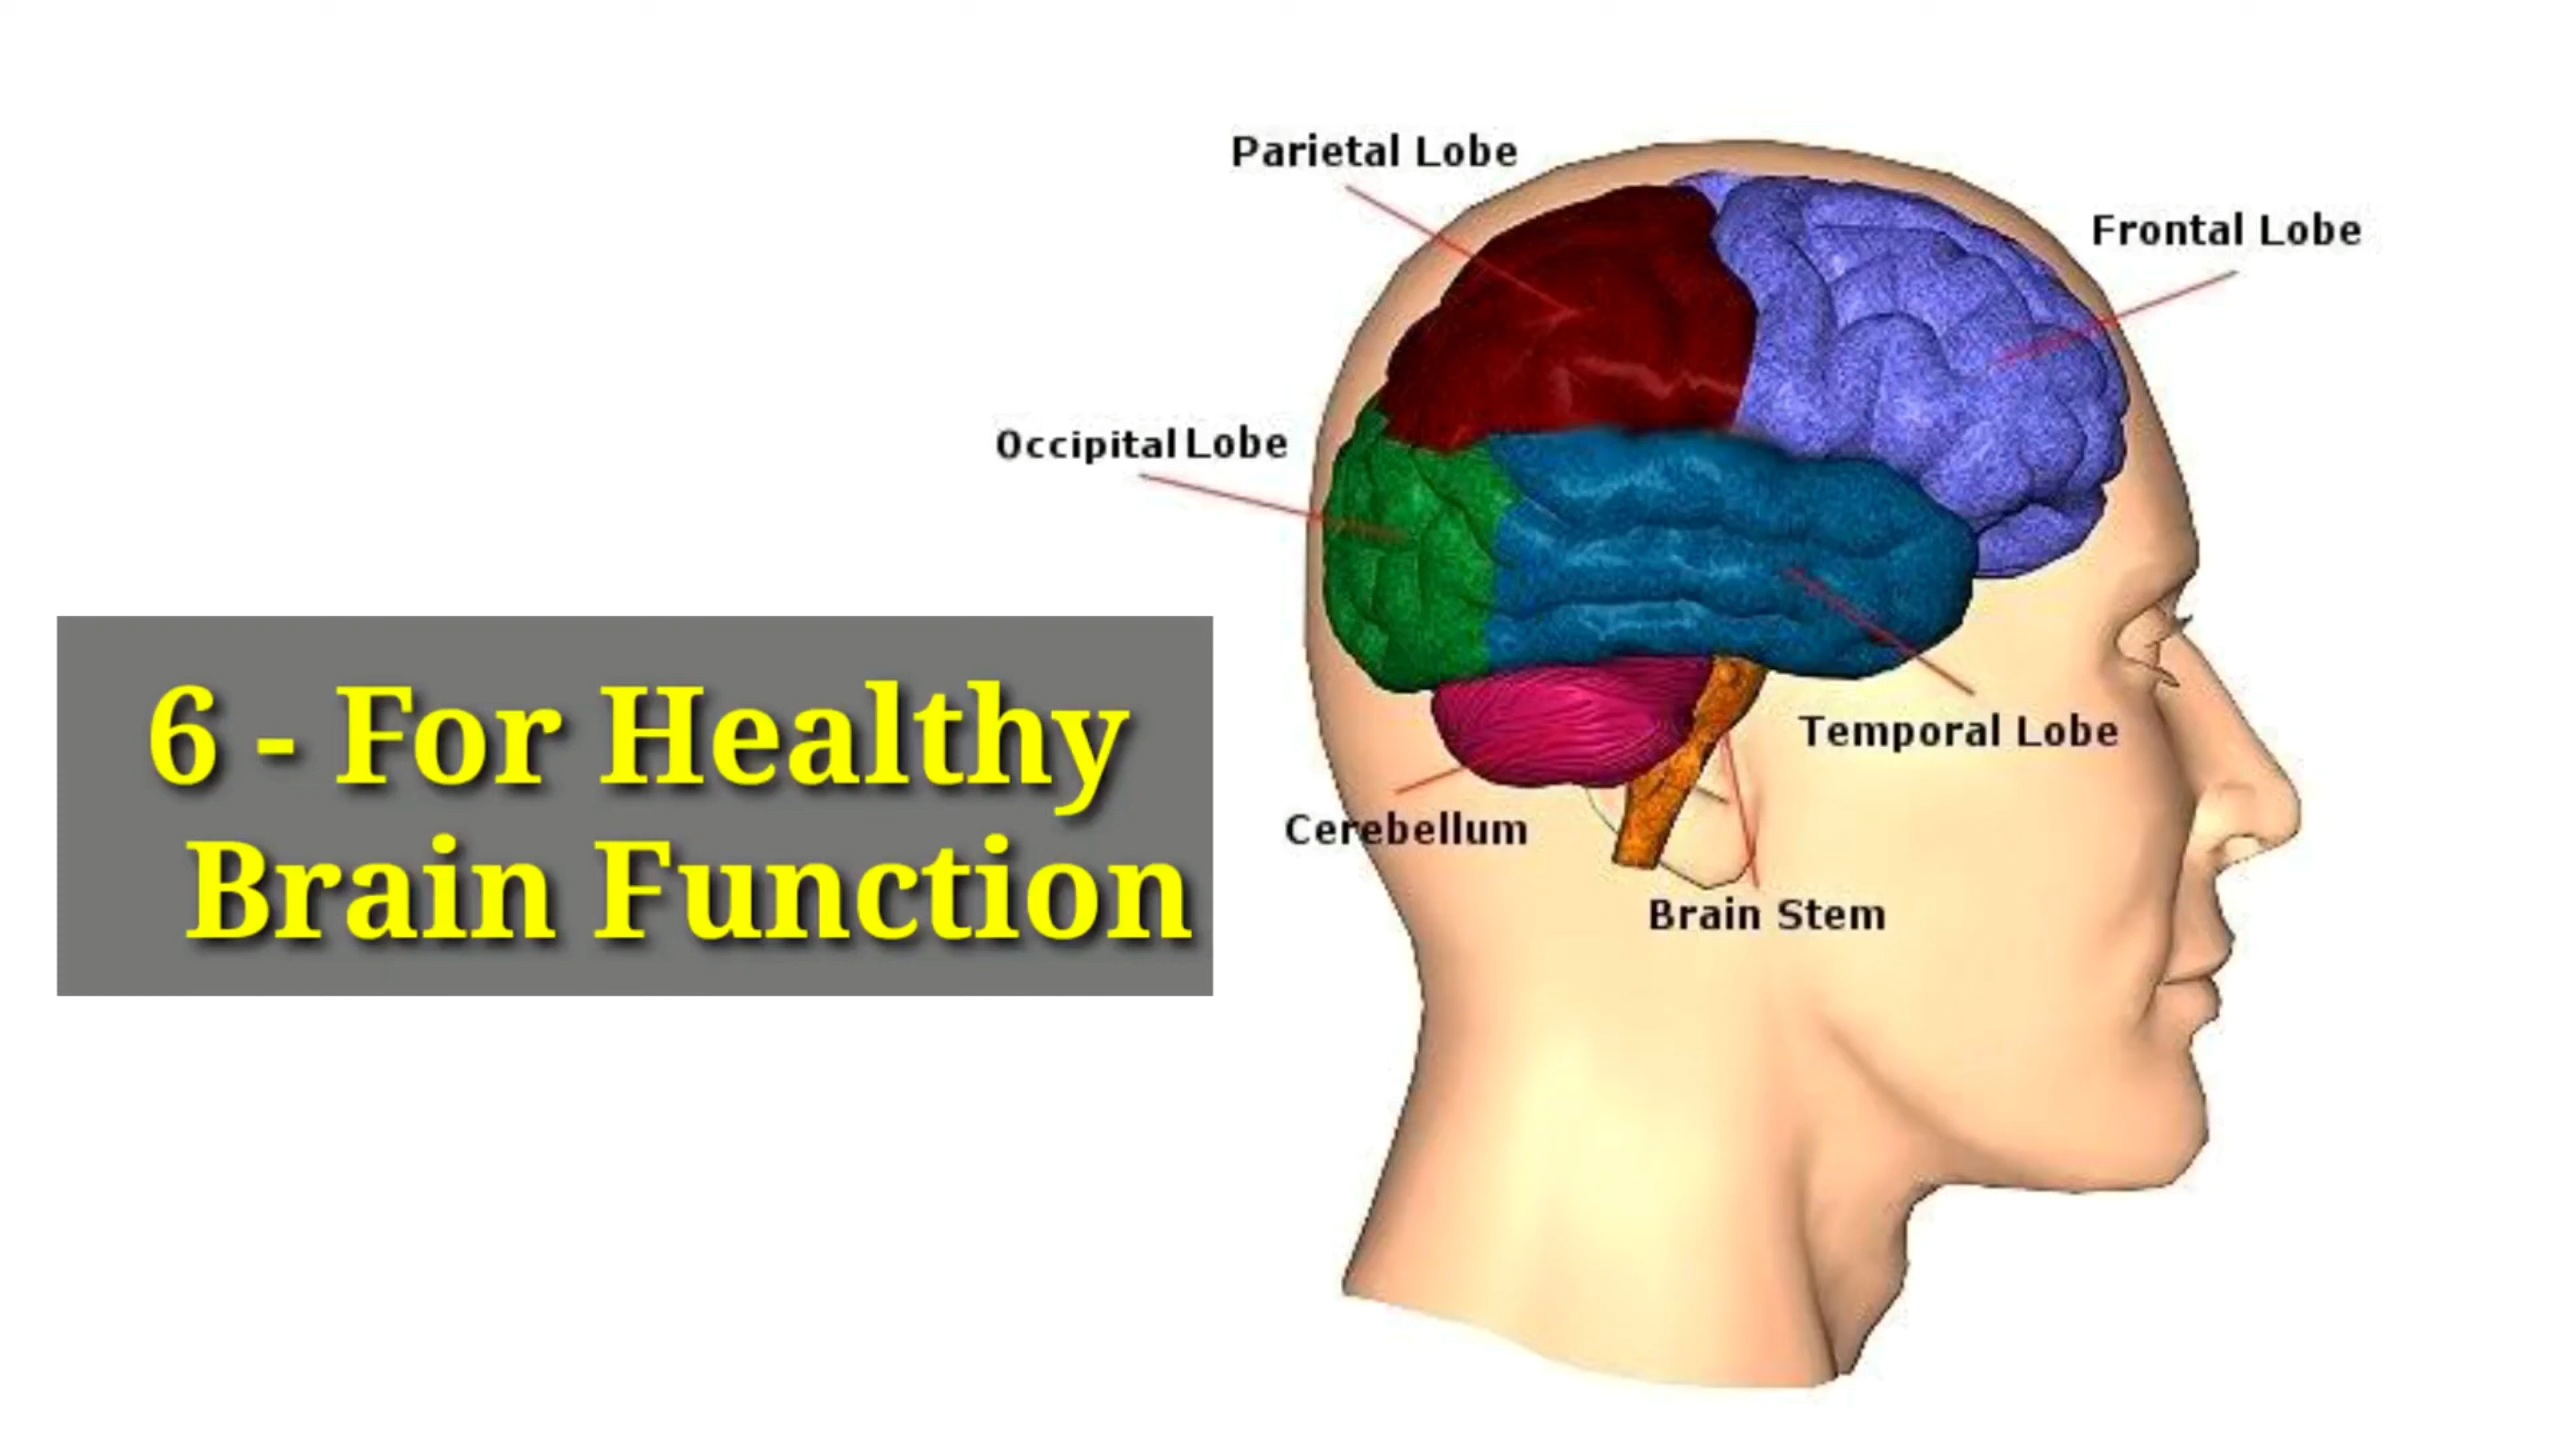 Parietal Lobe
Frontal Lobe
Occipital Lobe
6 - For Healthy
Brain Function
Temporal Lobe
Cerebellum
Brain Stem